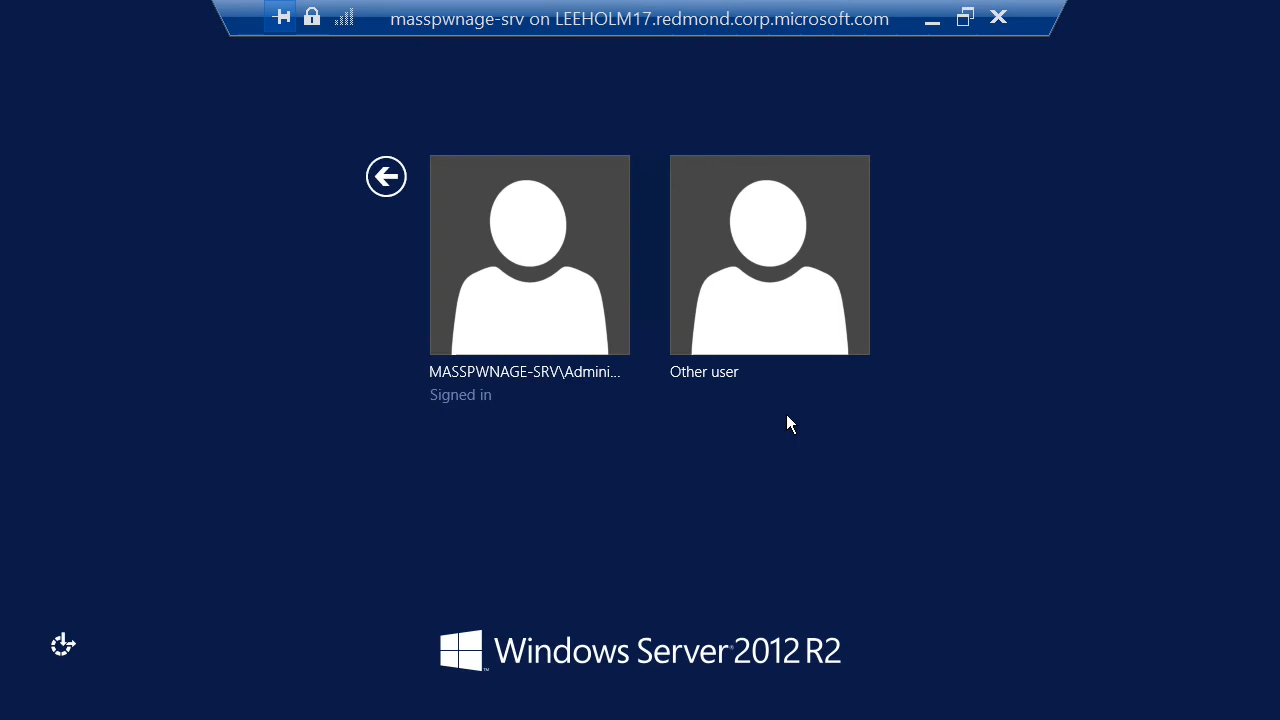 masspwnage-srv on LEEHOLM17.redmond.corp.microsoft.com
MASSPWNAGE-SRV\Admini...
Signed in
Other user
Windows Server 2012 R2